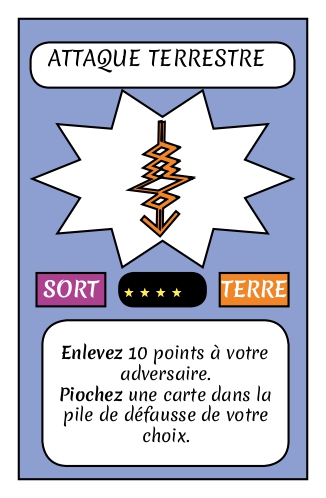 ATTAQUE TERRESTRE
SORT
TERRE
Enlevez 10 points à votre
adversaire.
Piochez une carte dans la
pile de défausse de votre
choix.